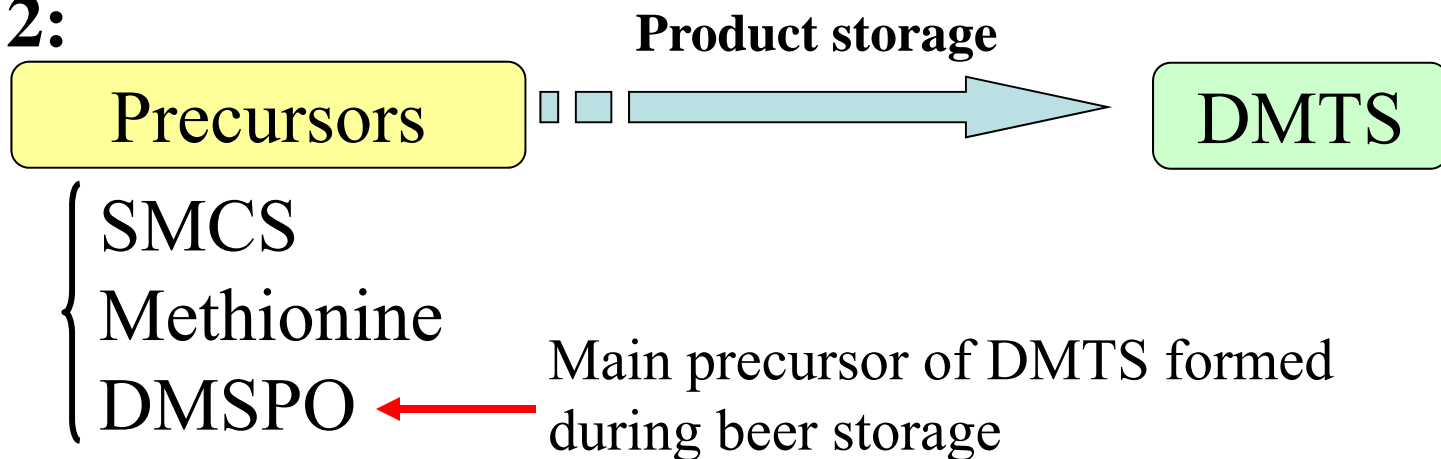 2:
Product storage
Precursors
DMTS
SMCS
Methionine
DMSPO
Main precursor of DMTS formed
during beer storage